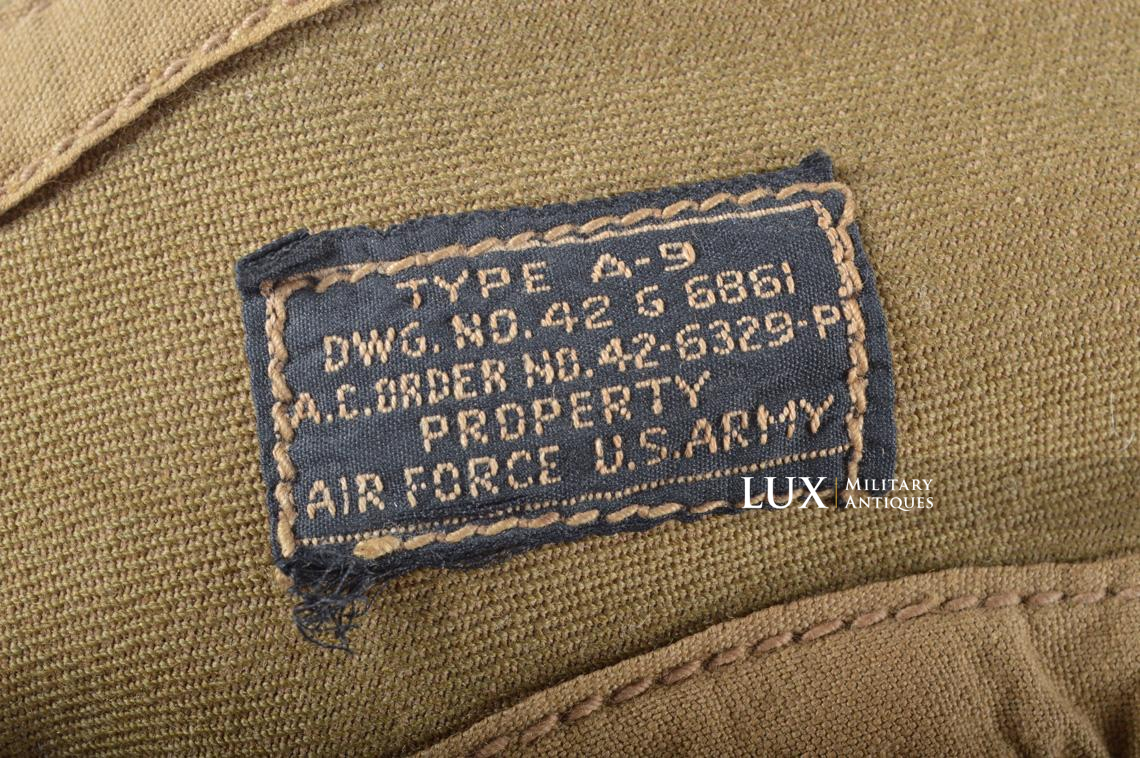 TYPE A-9
DWG. NO. 42 G 6861
A.C. ORDER NO. 42-6329-P
PROPERTY
AIR FORCE U.S. ARMY
LUX MILITARY
ANTIQUES